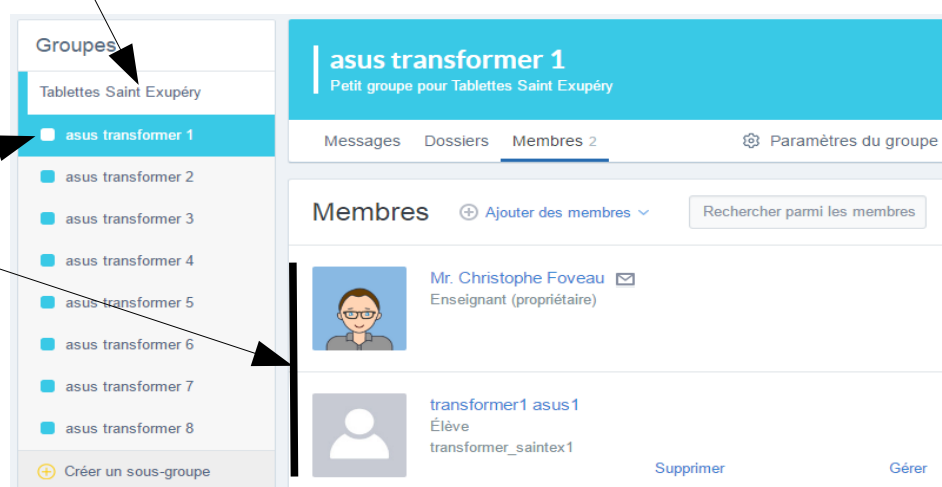 Groupes
Tablettes Saint Exupéry
asus transformer 1
asus transformer 2
asus transformer 3
asus transformer 4
asus transformer 5
asus transformer 6
asus transformer 7
asus transformer 8
Créer un sous-groupe
asus transformer 1
Petit groupe pour Tablettes Saint Exupéry
Messages Dossiers Membres 2 Paramètres du groupe
Membres Ajouter des membres Rechercher parmi les membres
Mr. Christophe Foveau
Enseignant (propriétaire)
transformer1 asus1
Élève
transformer_saintex1
Supprimer Gérer